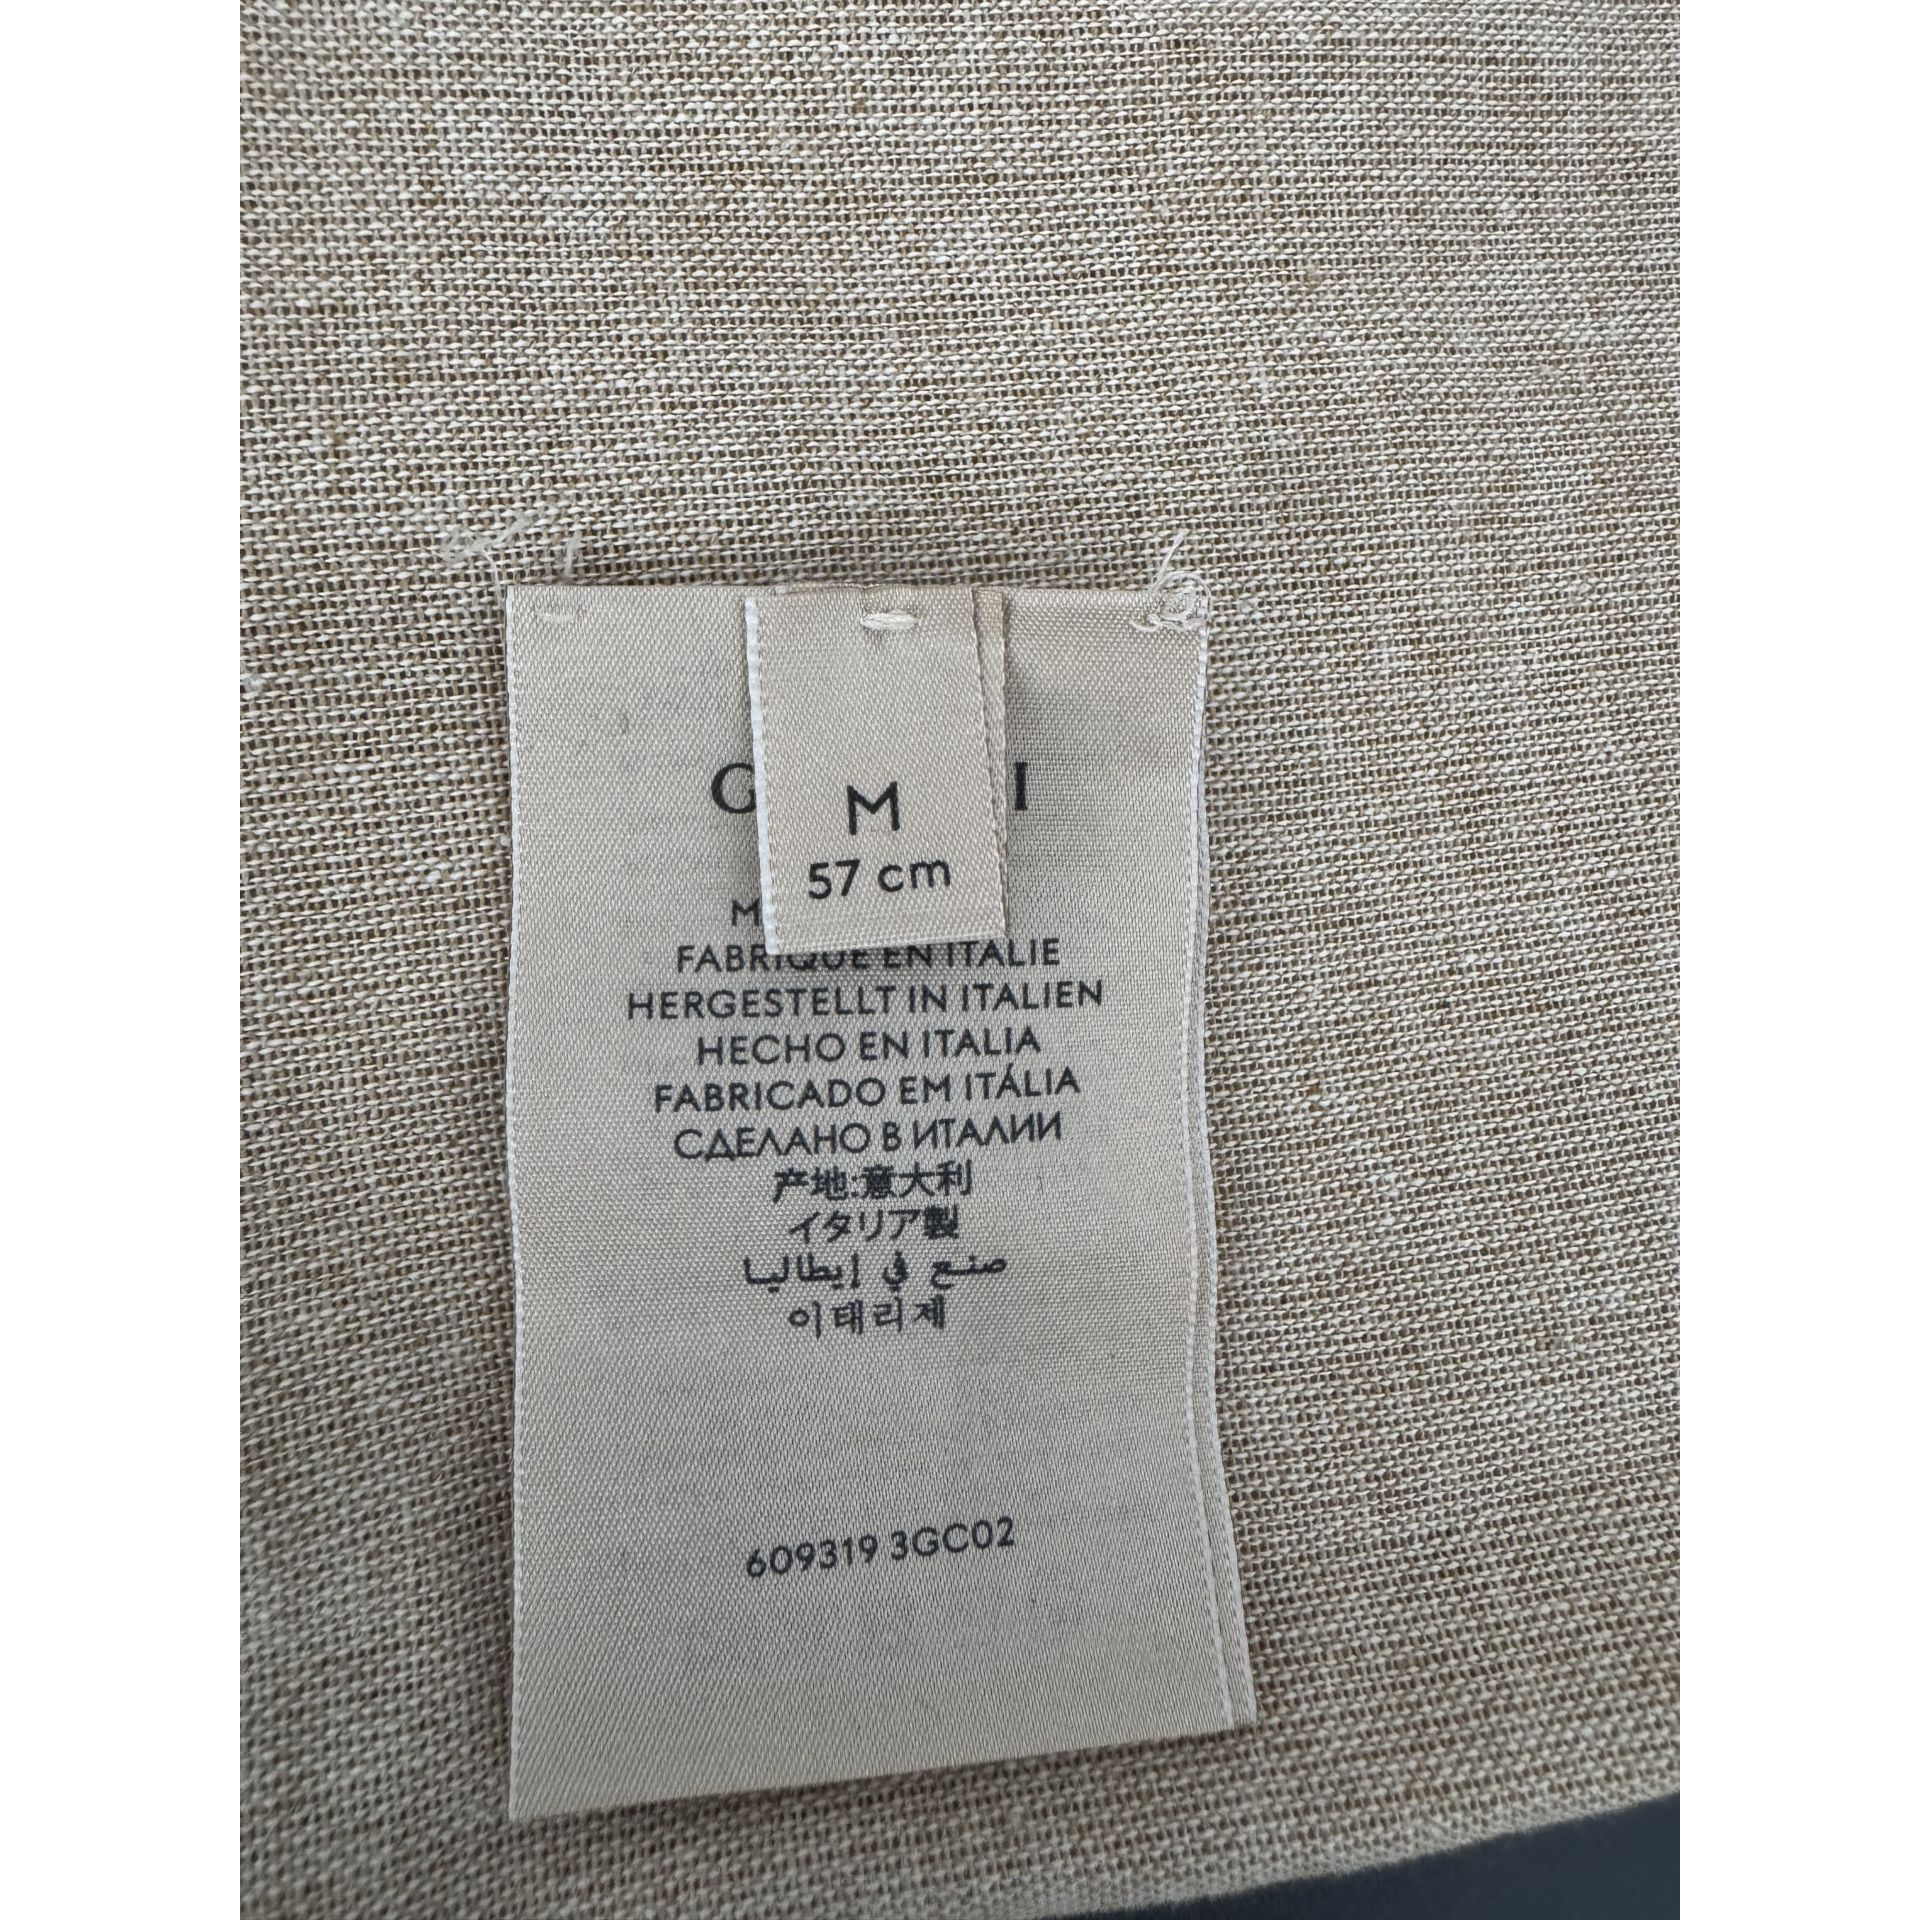 M
57 cm
FABRIQUE EN ITALIE
HERGESTELLT IN ITALIEN
HECHO EN ITALIA
FABRICADO EM ITÁLIA
СДЕЛАНО В ИТАЛИИ
产地:意大利
イタリア製
صنع في إيطاليا
이태리제
609319 3GC02